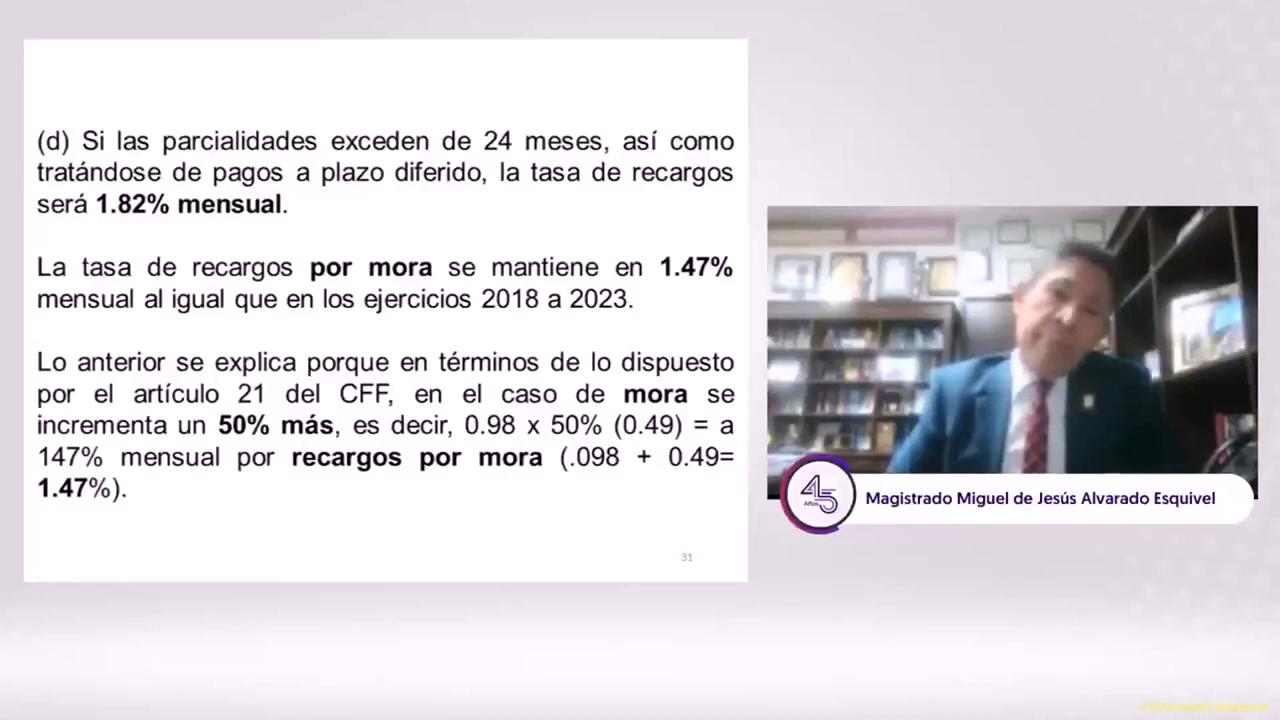 (d) Si las parcialidades exceden de 24 meses, así como
tratándose de pagos a plazo diferido, la tasa de recargos
será 1.82% mensual.
La tasa de recargos por mora se mantiene en 1.47%
mensual al igual que en los ejercicios 2018 a 2023.
Lo anterior se explica porque en términos de lo dispuesto
por el artículo 21 del CFF, en el caso de mora se
incrementa un 50% más, es decir, 0.98 x 50% (0.49) = a
147% mensual por recargos por mora (.098 + 0.49=
1.47%).
31
45
Años
Magistrado Miguel de Jesús Alvarado Esquivel